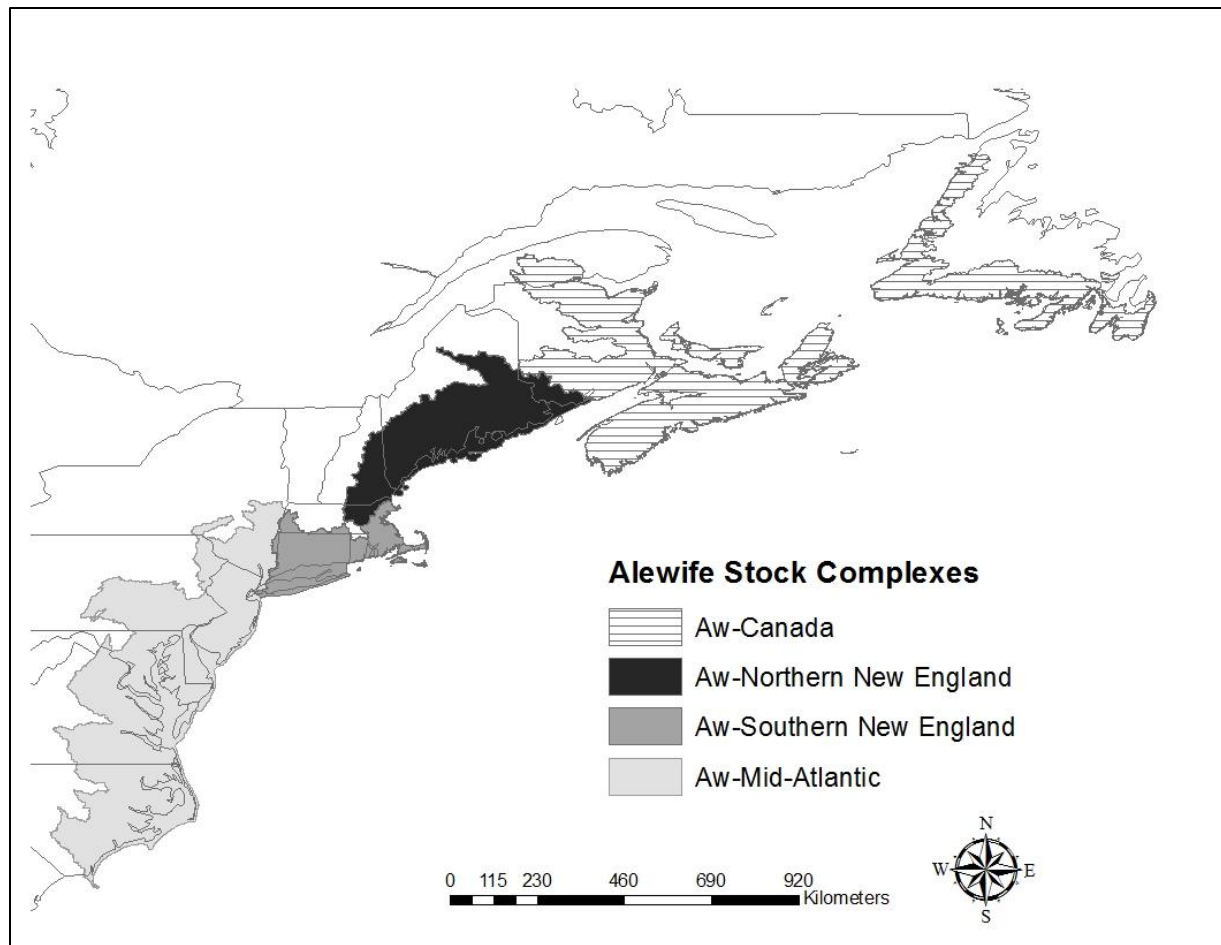 Alewife Stock Complexes
Aw-Canada
Aw-Northern New England
Aw-Southern New England
Aw-Mid-Atlantic
N
W E
S
0 115 230 460 690 920
Kilometers